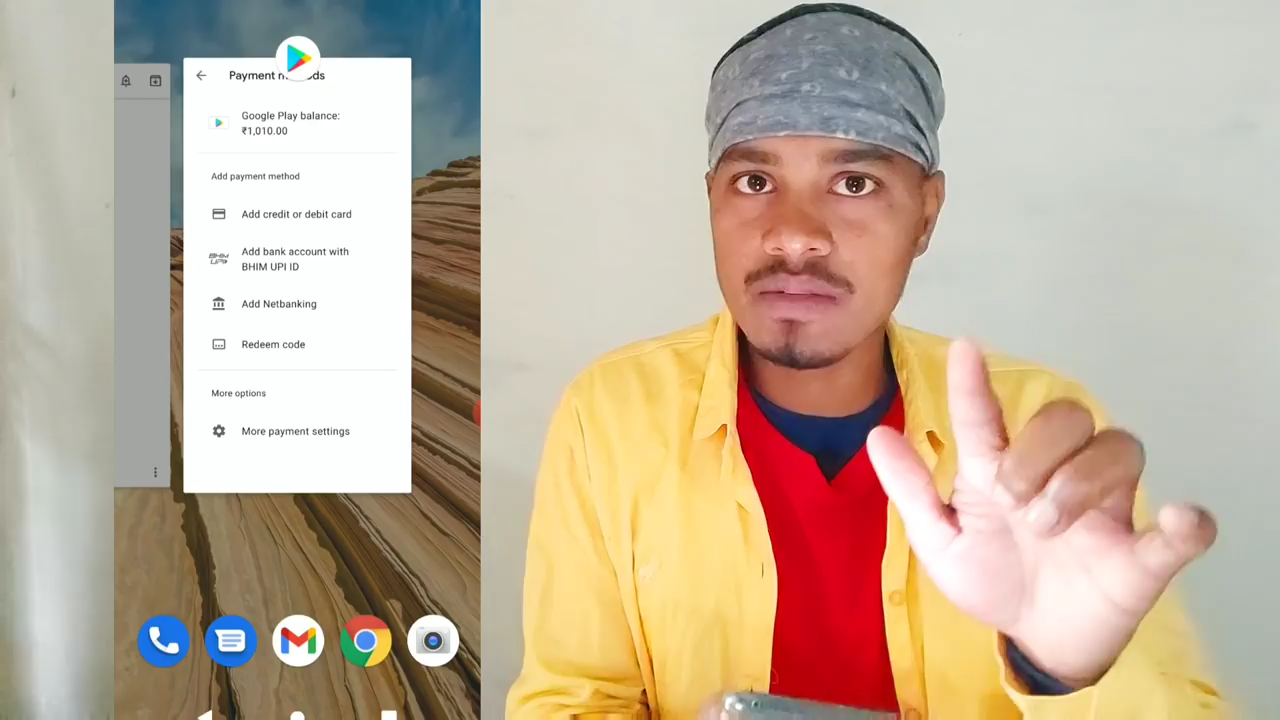 Payment m ds
Google Play balance:
₹1,010.00
Add payment method
Add credit or debit card
Add bank account with
BHIM UPI ID
Add Netbanking
Redeem code
More options
More payment settings